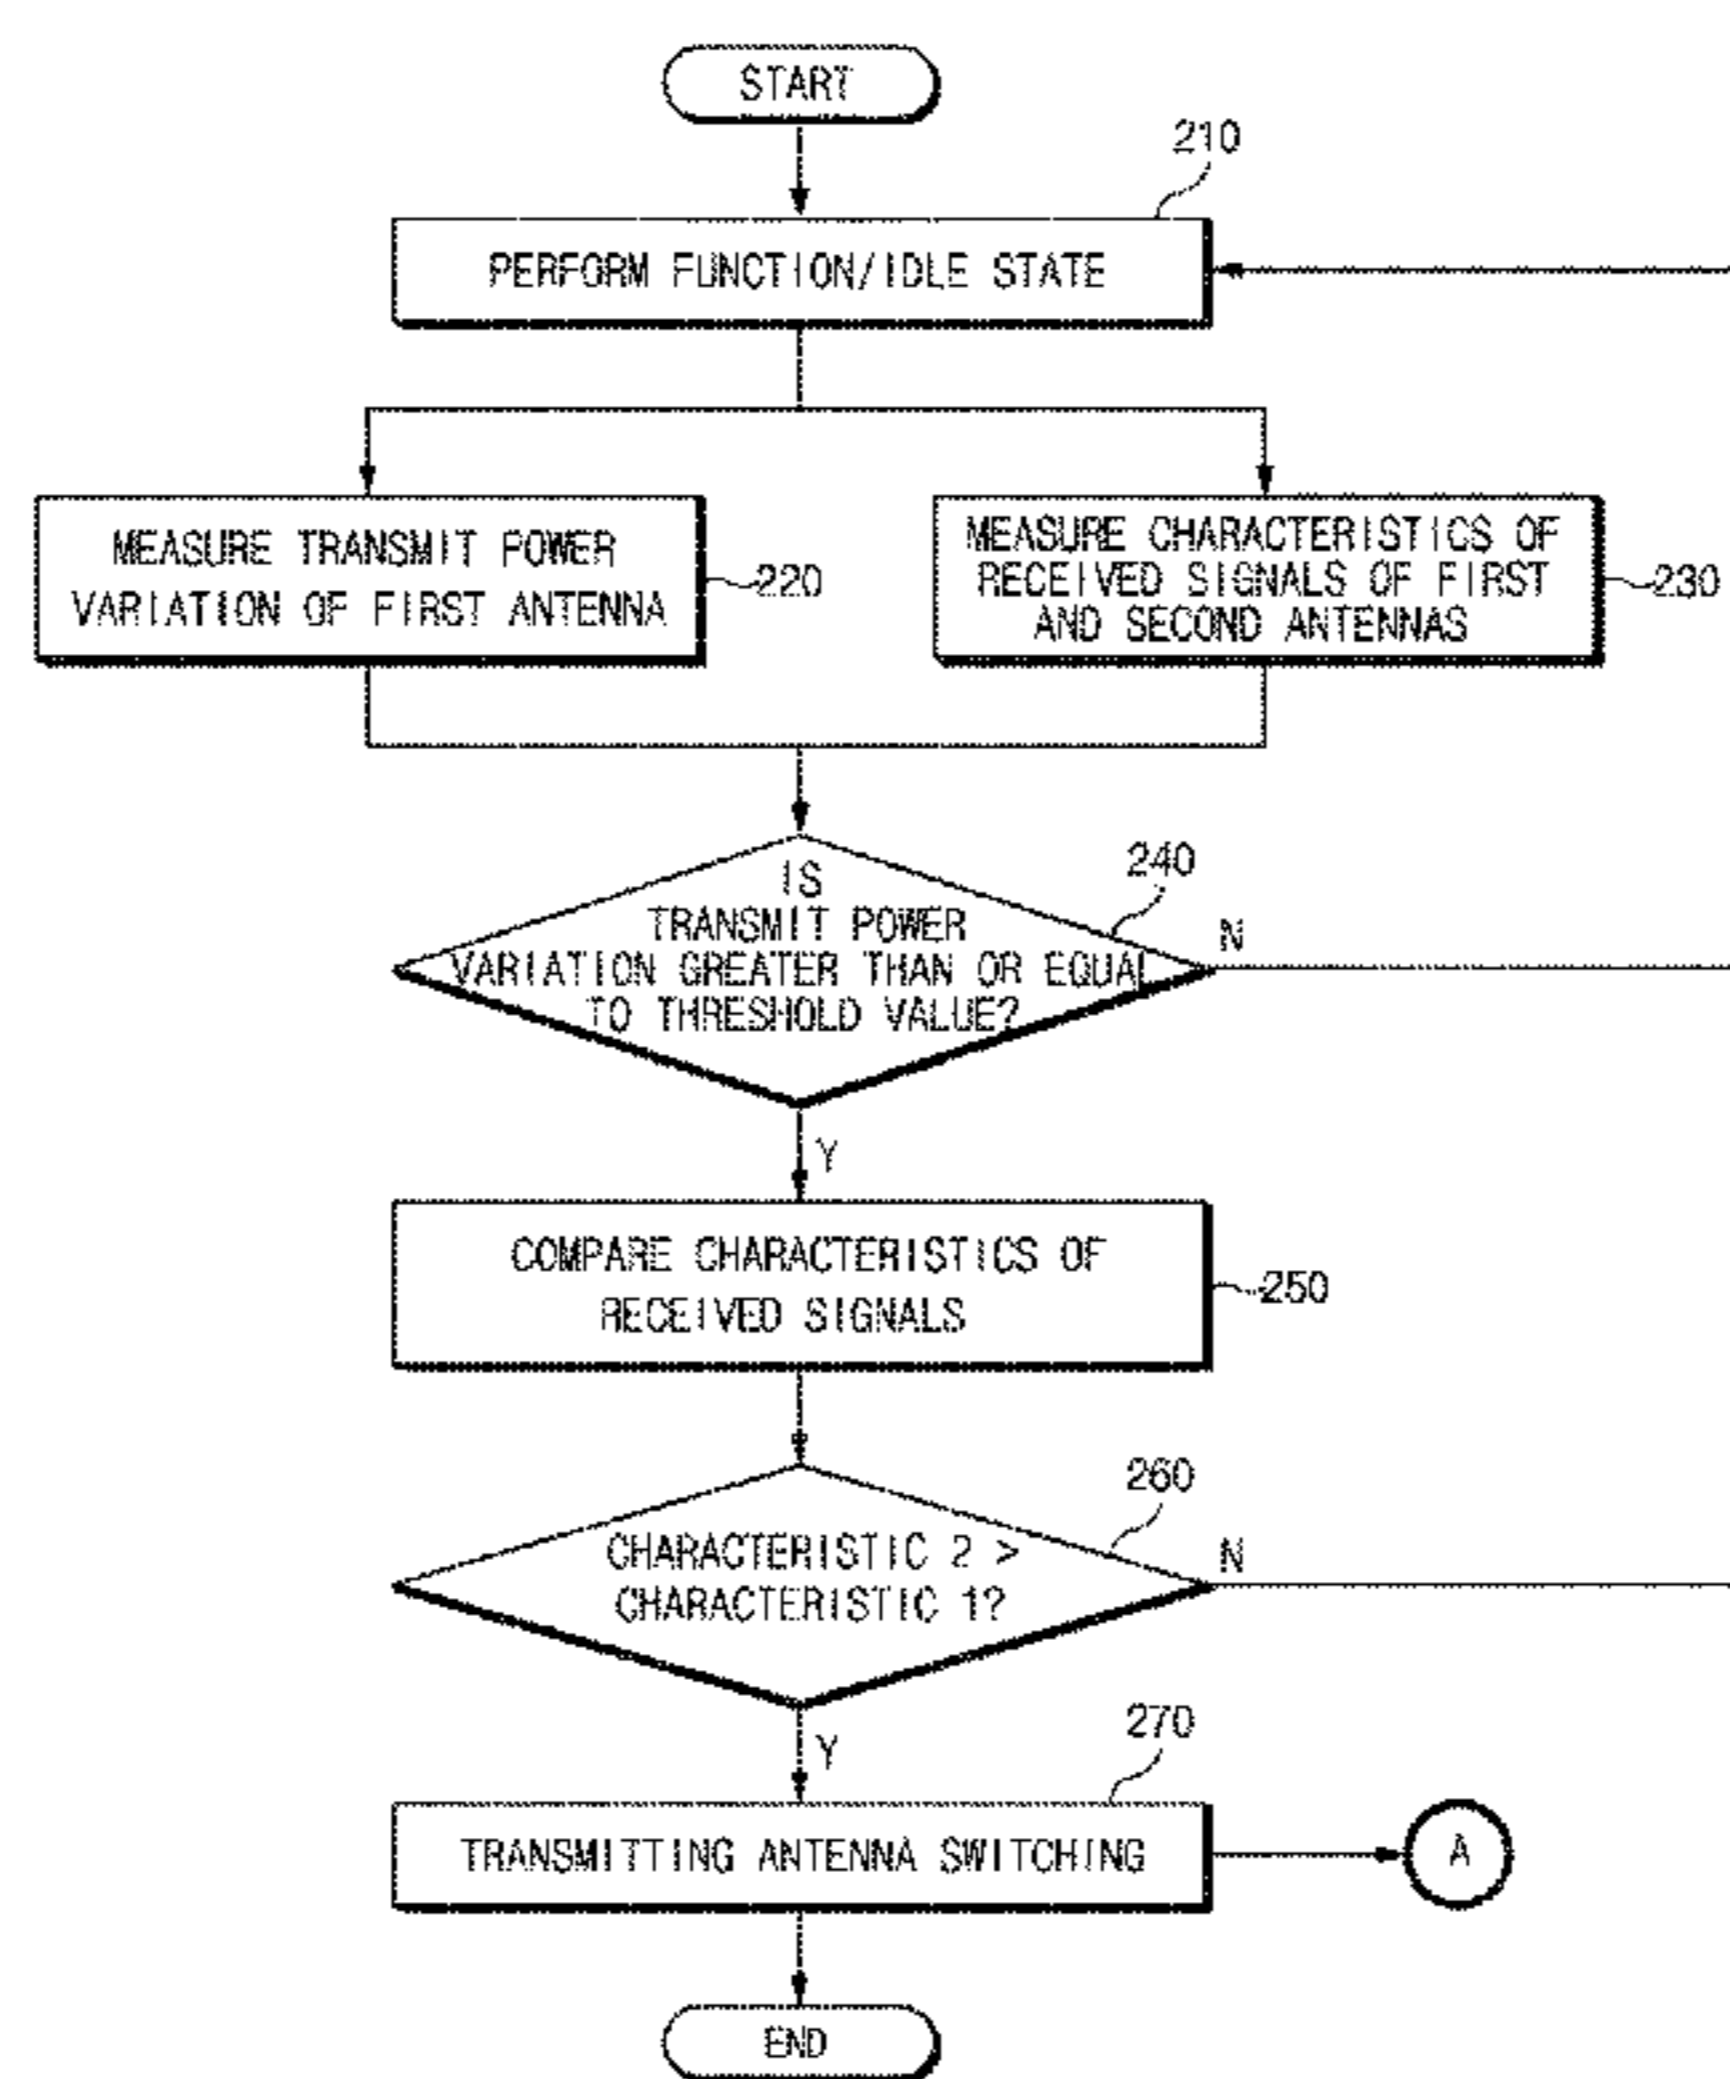 START
210
PERFORM FUNCTION/IDLE STATE
MEASURE TRANSMIT POWER
VARIATION OF FIRST ANTENNA
220
MEASURE CHARACTERISTICS OF
RECEIVED SIGNALS OF FIRST
AND SECOND ANTENNAS
230
240
IS
TRANSMIT POWER
VARIATION GREATER THAN OR EQUAL
TO THRESHOLD VALUE?
N
Y
COMPARE CHARACTERISTICS OF
RECEIVED SIGNALS
250
260
CHARACTERISTIC 2 >
CHARACTERISTIC 1?
N
Y
270
TRANSMITTING ANTENNA SWITCHING
A
END